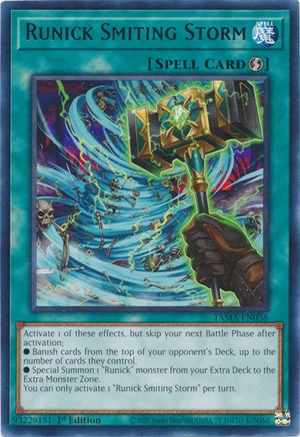 RUNICK SMITING STORM
SPELL
魔
[SPELL CARD]
TAMA-EN036
Activate 1 of these effects, but skip your next Battle Phase after
activation;
● Banish cards from the top of your opponent's Deck, up to the
number of cards they control.
● Special Summon 1 "Runick" monster from your Extra Deck to the
Extra Monster Zone.
You can only activate 1 "Runick Smiting Storm" per turn.
93229151
1st Edition
©2020 Studio Dice/SHUEISHA, TV TOKYO, KONAMI